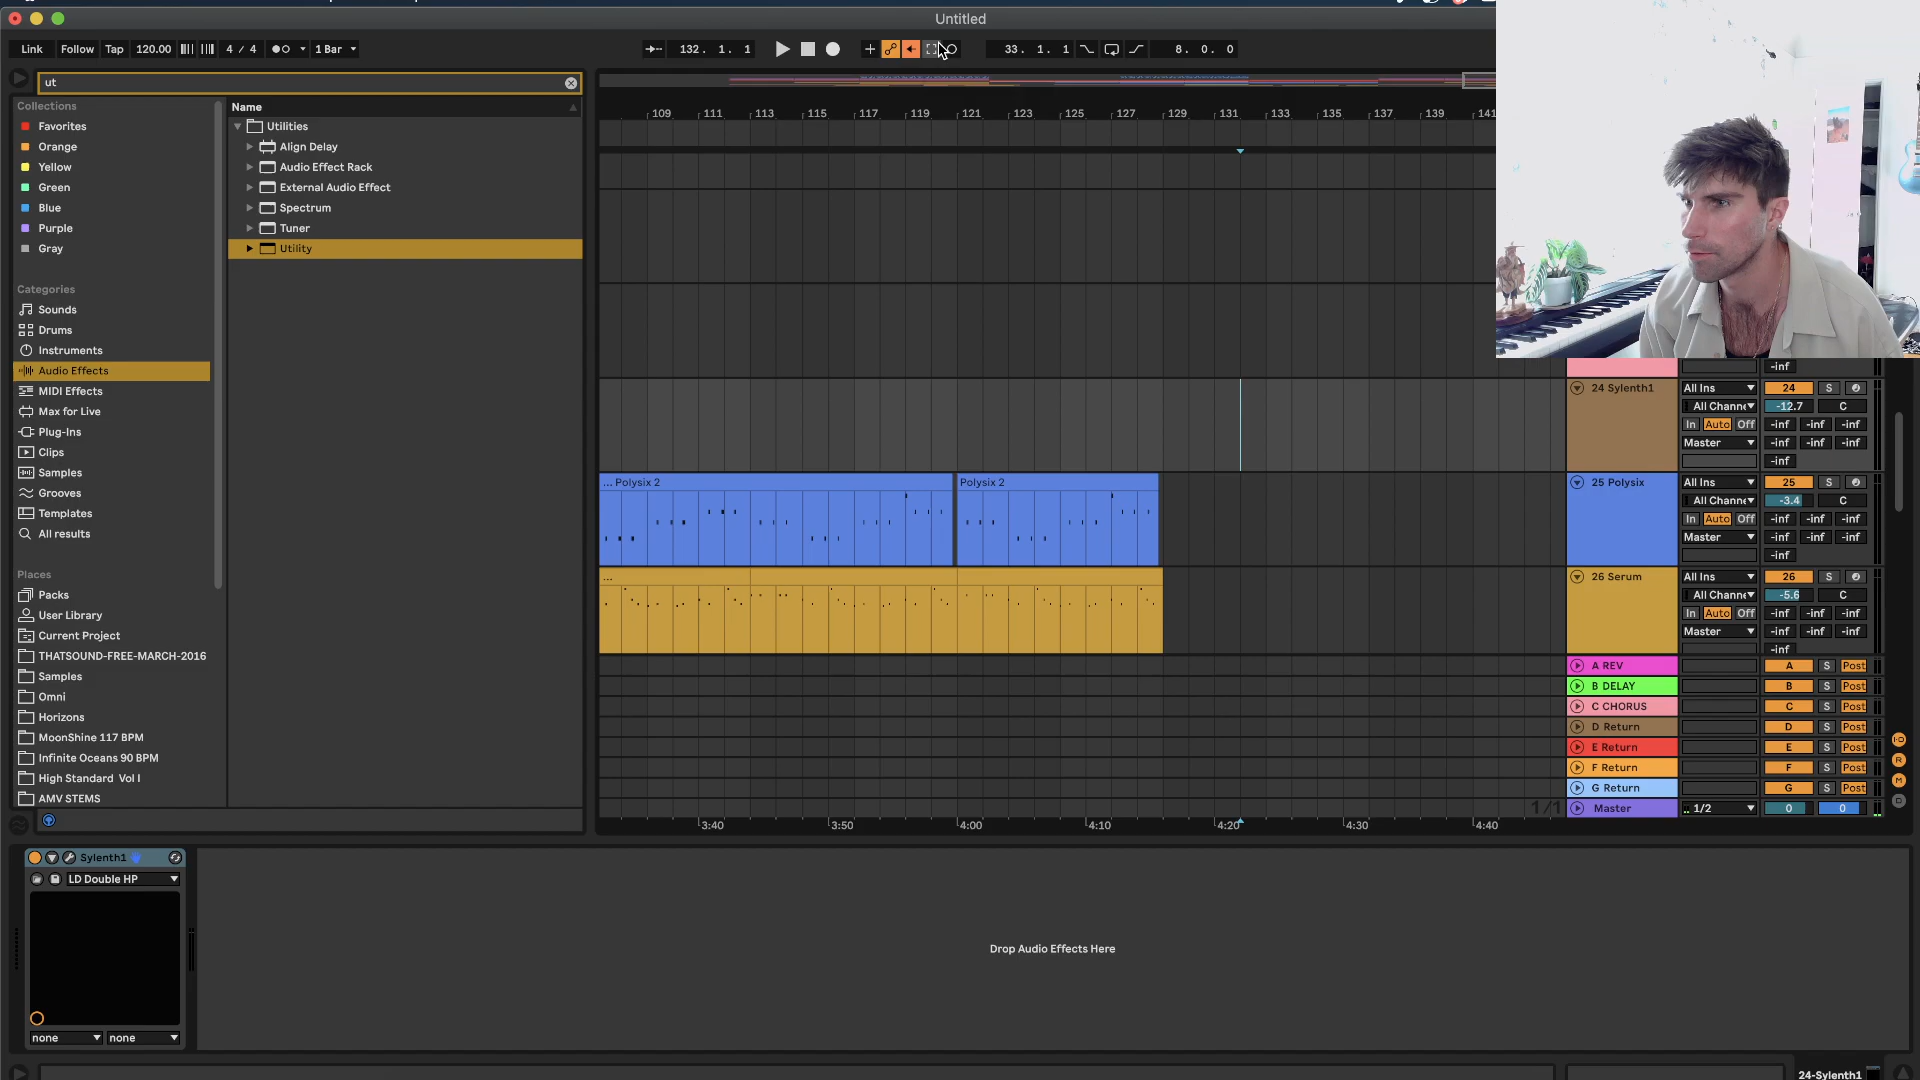 Untitled
Link Follow Tap 120.00 4 / 4 1 Bar 132. 1. 1 33. 1. 1 8. 0. 0
ut
Collections
Favorites
Orange
Yellow
Green
Blue
Purple
Gray
Categories
Sounds
Drums
Instruments
Audio Effects
MIDI Effects
Max for Live
Plug-Ins
Clips
Samples
Grooves
Templates
All results
Places
Packs
User Library
Current Project
THATSOUND-FREE-MARCH-2016
Samples
Omni
Horizons
MoonShine 117 BPM
Infinite Oceans 90 BPM
High Standard Vol I
AMV STEMS
Name
Utilities
Align Delay
Audio Effect Rack
External Audio Effect
Spectrum
Tuner
Utility
109 111 113 115 117 119 121 123 125 127 129 131 133 135 137 139 141
-inf
24 Sylenth1 All Ins 24 S
All Channe -12.7 C
In Auto Off -inf -inf -inf
Master -inf -inf -inf
-inf
... Polysix 2 Polysix 2 25 Polysix All Ins 25 S
All Channe -3.4 C
In Auto Off -inf -inf -inf
Master -inf -inf -inf
-inf
... 26 Serum All Ins 26 S
All Channe -5.6 C
In Auto Off -inf -inf -inf
Master -inf -inf -inf
-inf
A REV A S Post
B DELAY B S Post
C CHORUS C S Post
D Return D S Post
E Return E S Post
F Return F S Post
G Return G S Post
1/1 Master 1/2 0 0
3:40 3:50 4:00 4:10 4:20 4:30 4:40
I-O
R
M
D
Sylenth1
LD Double HP
none none
Drop Audio Effects Here
24-Sylenth1